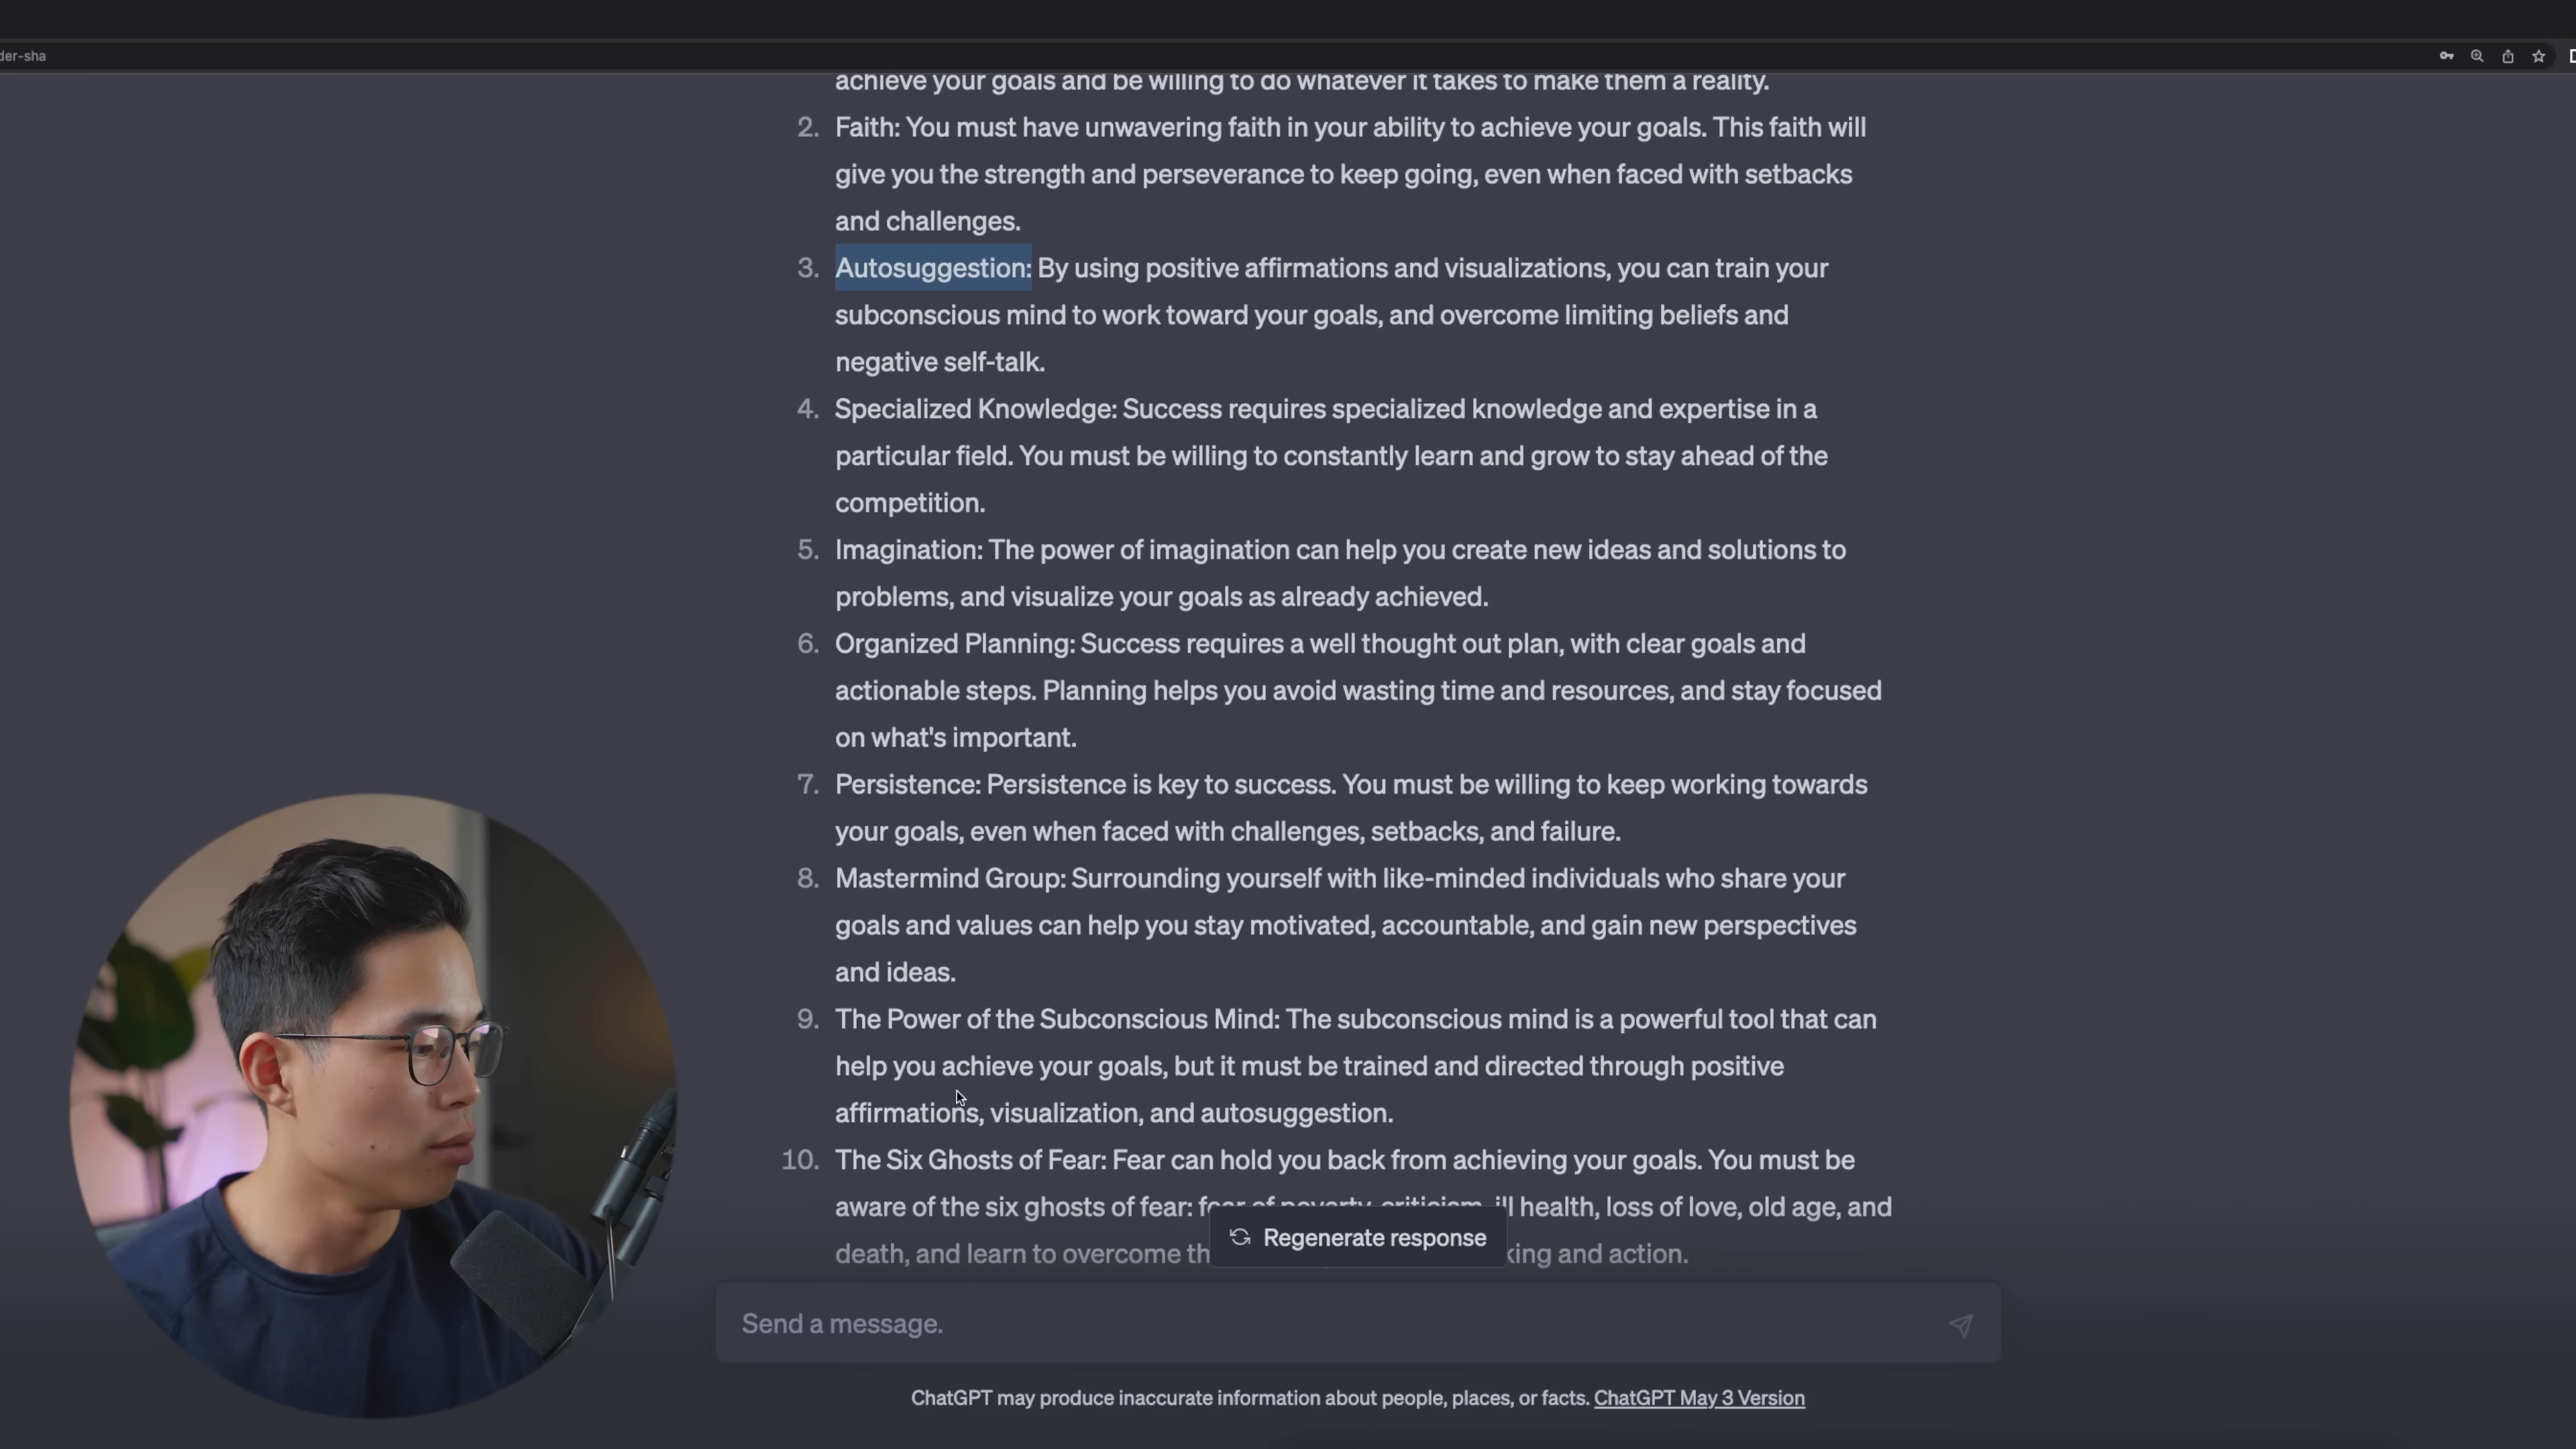 der-sha
achieve your goals and be willing to do whatever it takes to make them a reality.
2. Faith: You must have unwavering faith in your ability to achieve your goals. This faith will
give you the strength and perseverance to keep going, even when faced with setbacks
and challenges.
3. Autosuggestion: By using positive affirmations and visualizations, you can train your
subconscious mind to work toward your goals, and overcome limiting beliefs and
negative self-talk.
4. Specialized Knowledge: Success requires specialized knowledge and expertise in a
particular field. You must be willing to constantly learn and grow to stay ahead of the
competition.
5. Imagination: The power of imagination can help you create new ideas and solutions to
problems, and visualize your goals as already achieved.
6. Organized Planning: Success requires a well thought out plan, with clear goals and
actionable steps. Planning helps you avoid wasting time and resources, and stay focused
on what's important.
7. Persistence: Persistence is key to success. You must be willing to keep working towards
your goals, even when faced with challenges, setbacks, and failure.
8. Mastermind Group: Surrounding yourself with like-minded individuals who share your
goals and values can help you stay motivated, accountable, and gain new perspectives
and ideas.
9. The Power of the Subconscious Mind: The subconscious mind is a powerful tool that can
help you achieve your goals, but it must be trained and directed through positive
affirmations, visualization, and autosuggestion.
10. The Six Ghosts of Fear: Fear can hold you back from achieving your goals. You must be
aware of the six ghosts of fear: fear of poverty, criticism, ill health, loss of love, old age, and
death, and learn to overcome th king and action.
Regenerate response
Send a message.
ChatGPT may produce inaccurate information about people, places, or facts. ChatGPT May 3 Version